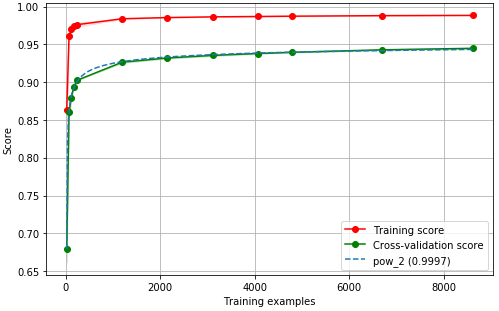 1.00
0.95
0.90
0.85
0.80
0.75
0.70
0.65
Score
0 2000 4000 6000 8000
Training examples
Training score
Cross-validation score
pow_2 (0.9997)